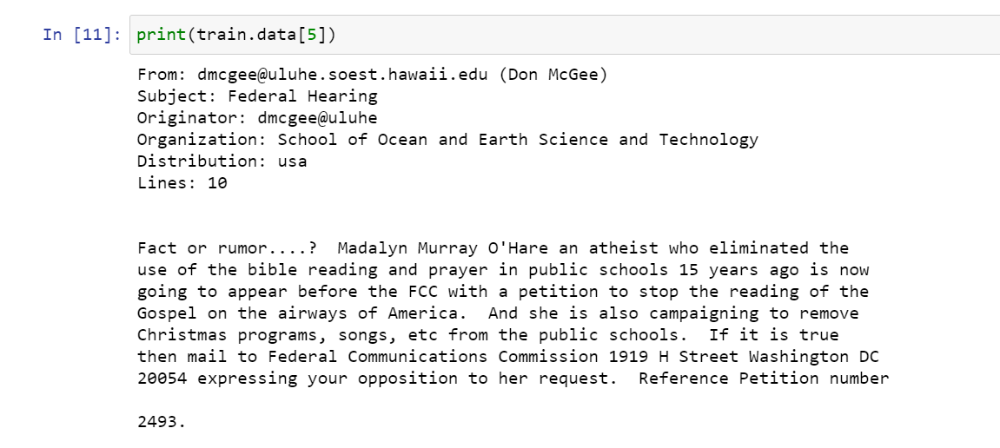 In [11]: print(train.data[5])
From: dmcgee@uluhe.soest.hawaii.edu (Don McGee)
Subject: Federal Hearing
Originator: dmcgee@uluhe
Organization: School of Ocean and Earth Science and Technology
Distribution: usa
Lines: 10
Fact or rumor....?  Madalyn Murray O'Hare an atheist who eliminated the
use of the bible reading and prayer in public schools 15 years ago is now
going to appear before the FCC with a petition to stop the reading of the
Gospel on the airways of America.  And she is also campaigning to remove
Christmas programs, songs, etc from the public schools.  If it is true
then mail to Federal Communications Commission 1919 H Street Washington DC
20054 expressing your opposition to her request.  Reference Petition number
2493.